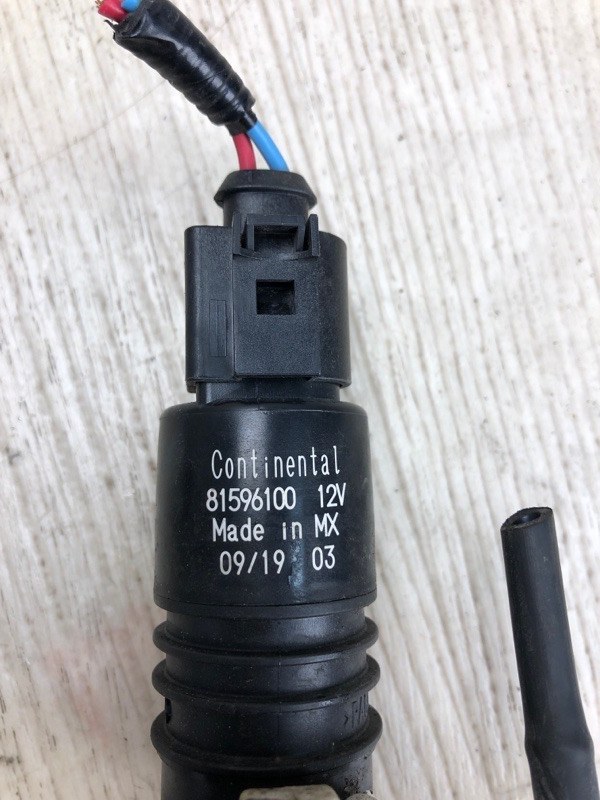 Continental
81596100 12V
Made in MX
09/19 03